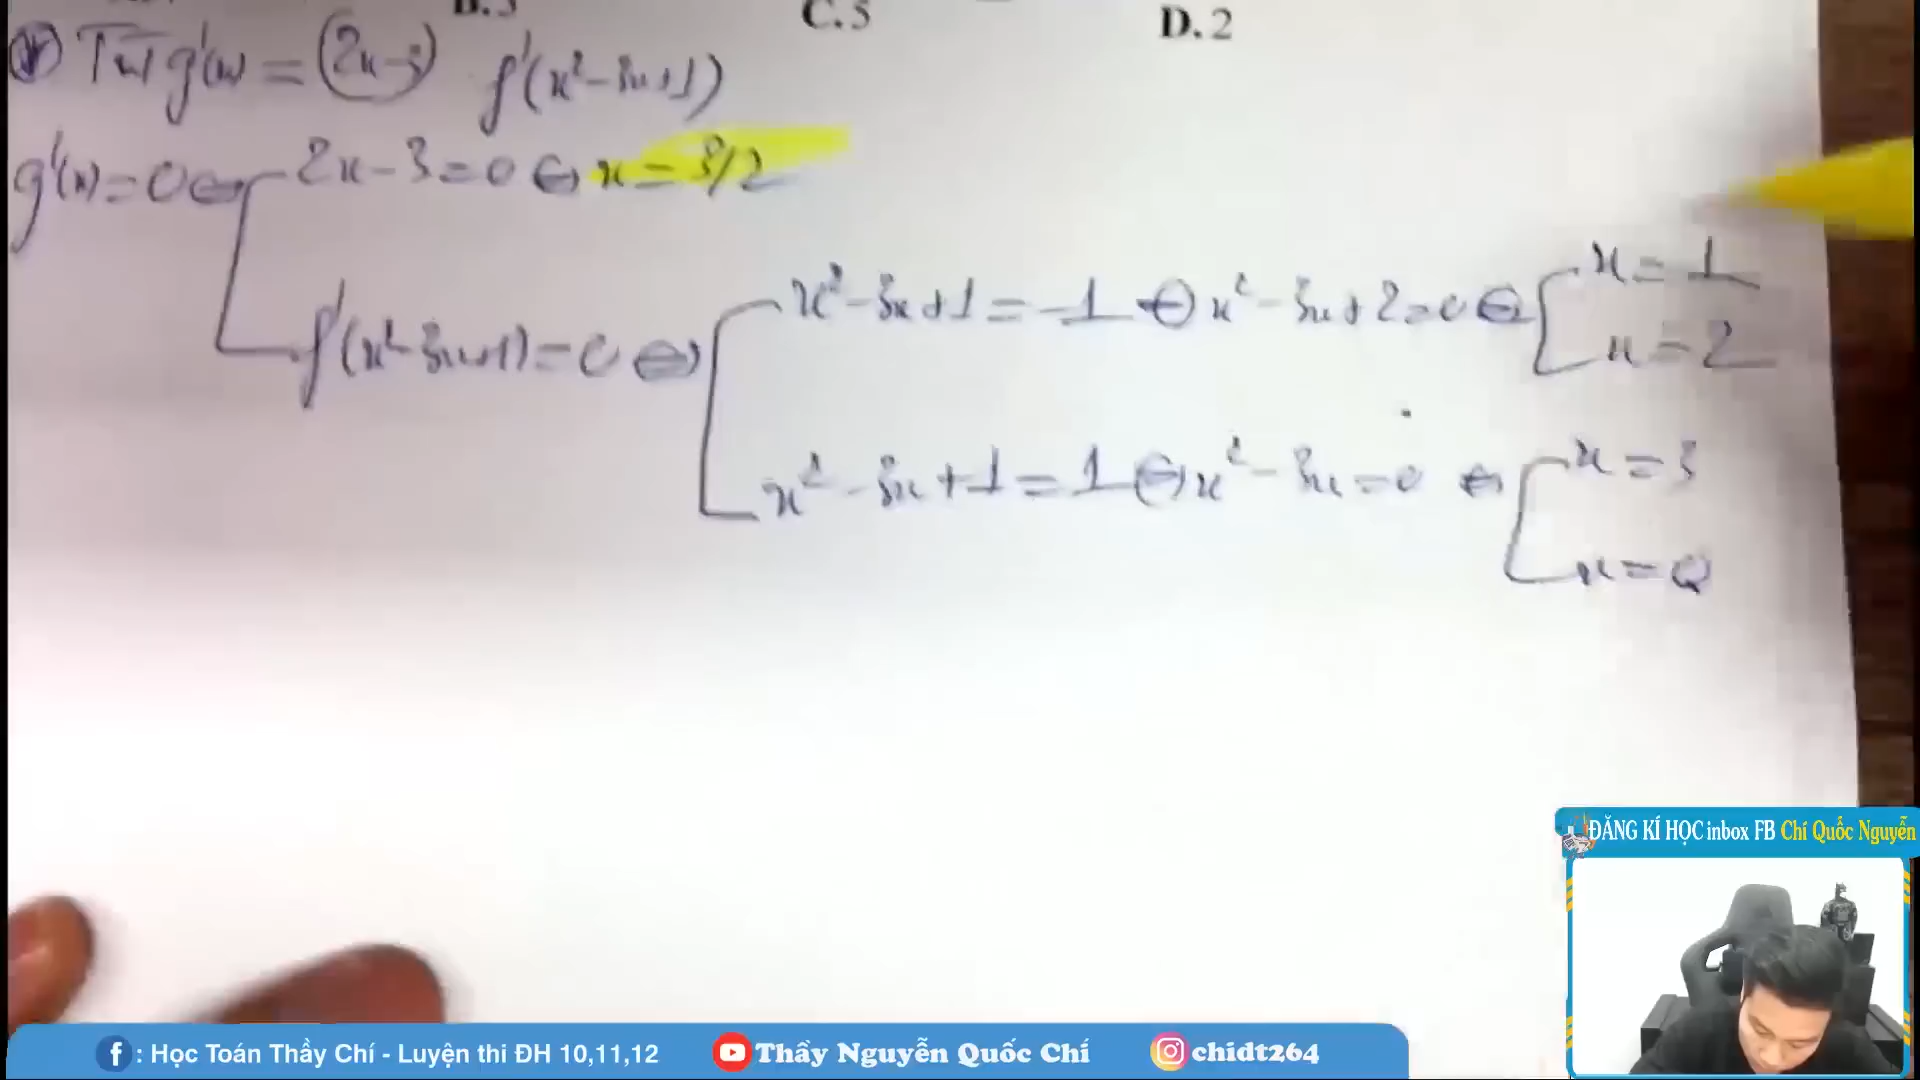 B. 3 C. 5 D. 2
g'(x) = (2x-3) f'(x²-3x+1)
g'(x)=0 ⇔ 2x-3=0 ⇔ x = 3/2
f'(x²-3x+1)=0 ⇔ x²-3x+1=-1 ⇔ x²-3x+2=0 ⇔ x=1
x=2
x²-3x+1=1 ⇔ x²-3x=0 ⇔ x=3
x=0
ĐĂNG KÍ HỌC inbox FB Chí Quốc Nguyễn
: Học Toán Thầy Chí - Luyện thi ĐH 10,11,12
Thầy Nguyễn Quốc Chí
chidt264